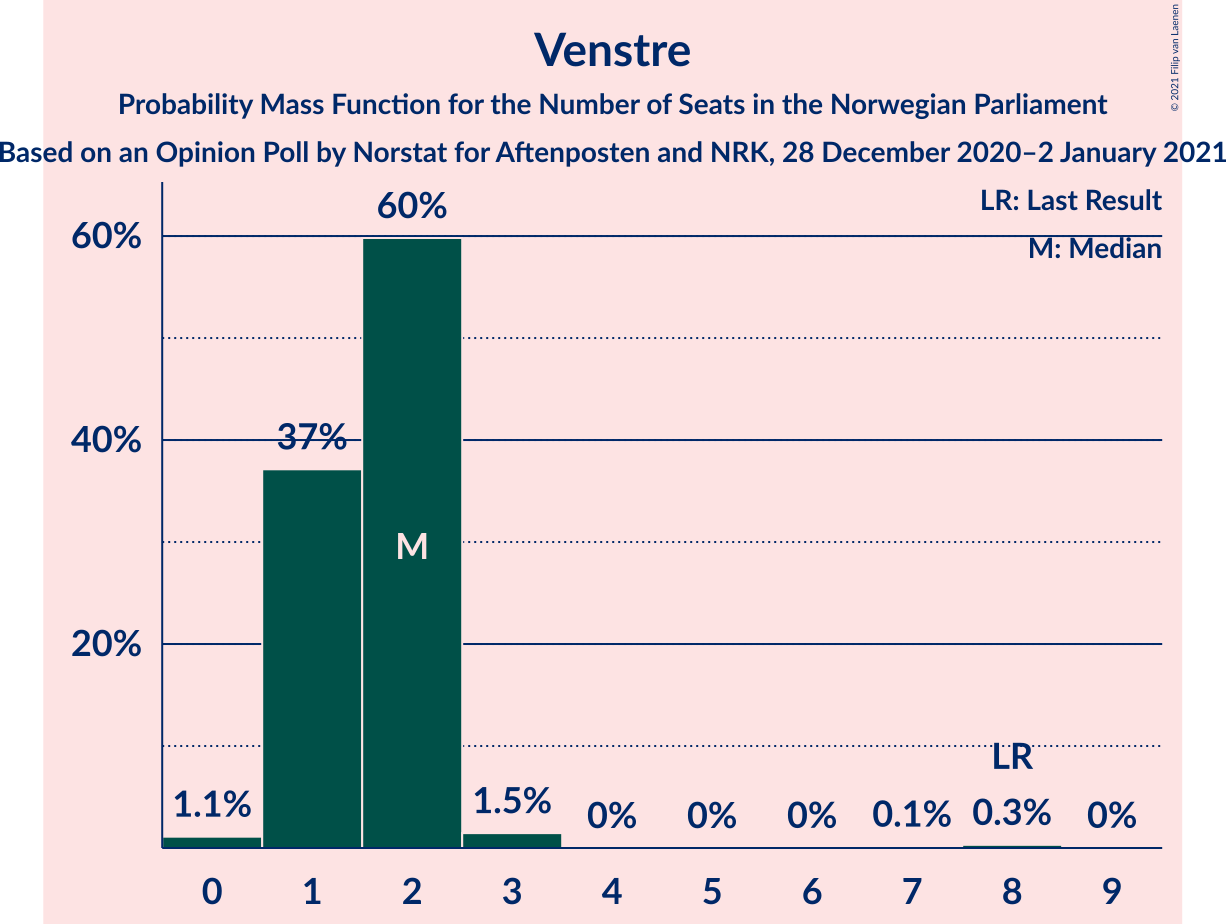 Venstre
Probability Mass Function for the Number of Seats in the Norwegian Parliament
Based on an Opinion Poll by Norstat for Aftenposten and NRK, 28 December 2020–2 January 2021
© 2021 Filip van Laenen
LR: Last Result
M: Median
60%
40%
20%
1.1%
37%
60%
M
1.5%
0%
0%
0%
0.1%
LR
0.3%
0%
0 1 2 3 4 5 6 7 8 9